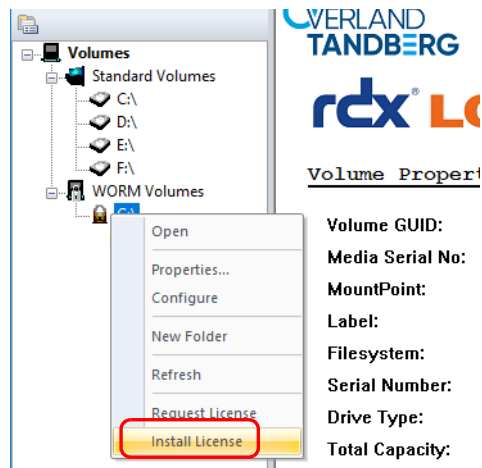 Volumes
Standard Volumes
C:\
D:\
E:\
F:\
WORM Volumes
Open
Properties...
Configure
New Folder
Refresh
Request License
Install License
OVERLAND
TANDBERG
rdx®
Volume Propert
Volume GUID:
Media Serial No:
MountPoint:
Label:
Filesystem:
Serial Number:
Drive Type:
Total Capacity: